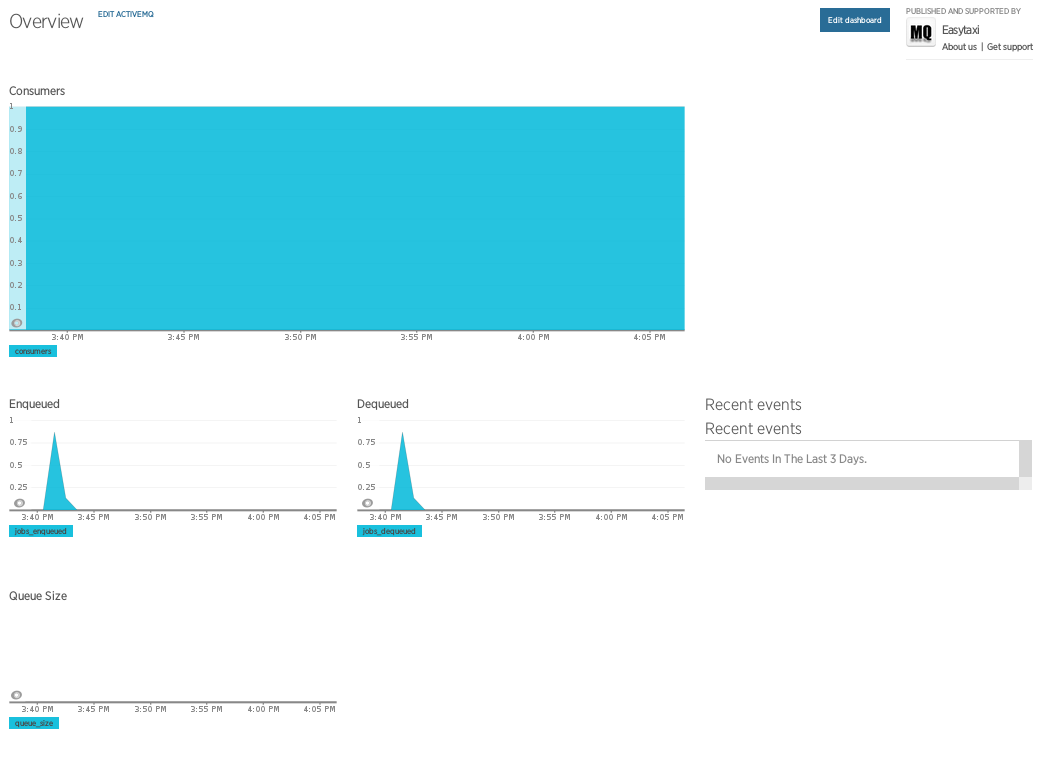 Overview
EDIT ACTIVEMQ
Edit dashboard
PUBLISHED AND SUPPORTED BY
MQ
Easytaxi
About us | Get support
Consumers
1
0.9
0.8
0.7
0.6
0.5
0.4
0.3
0.2
0.1
3:40 PM 3:45 PM 3:50 PM 3:55 PM 4:00 PM 4:05 PM
consumers
Enqueued
1
0.75
0.5
0.25
3:40 PM 3:45 PM 3:50 PM 3:55 PM 4:00 PM 4:05 PM
jobs_enqueued
Dequeued
1
0.75
0.5
0.25
3:40 PM 3:45 PM 3:50 PM 3:55 PM 4:00 PM 4:05 PM
jobs_dequeued
Recent events
Recent events
No Events In The Last 3 Days.
Queue Size
3:40 PM 3:45 PM 3:50 PM 3:55 PM 4:00 PM 4:05 PM
queue_size